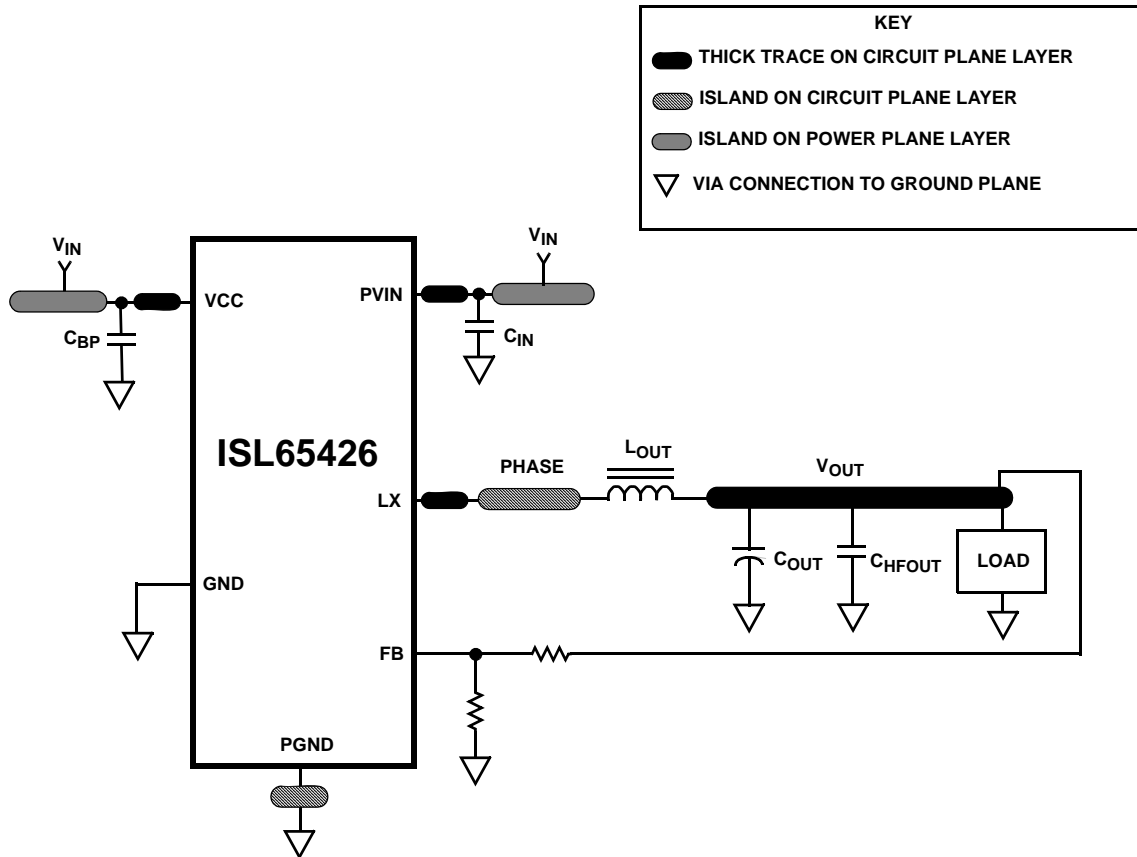 KEY
THICK TRACE ON CIRCUIT PLANE LAYER
ISLAND ON CIRCUIT PLANE LAYER
ISLAND ON POWER PLANE LAYER
VIA CONNECTION TO GROUND PLANE
VIN
VIN
VCC
PVIN
CBP
CIN
ISL65426
LOUT
PHASE
VOUT
LX
COUT
CHFOUT
LOAD
GND
FB
PGND